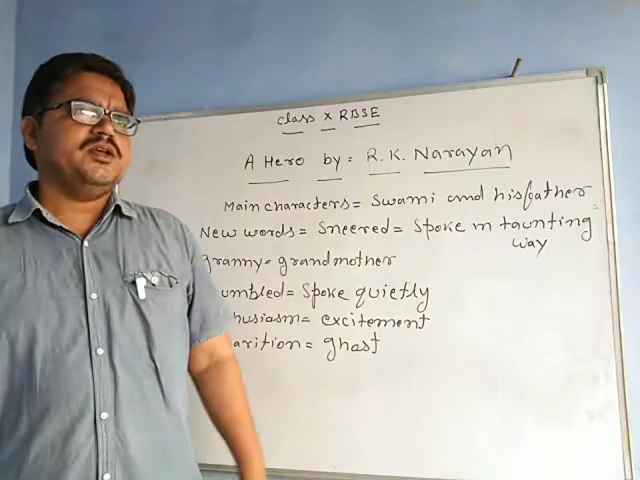 class x RBSE
A Hero by = R. K. Narayan
Main characters = Swami and his father
New words = Sneered = Spoke in taunting
way
granny = grandmother
umbled = Spoke quietly
husiasm = excitement
arition = ghost